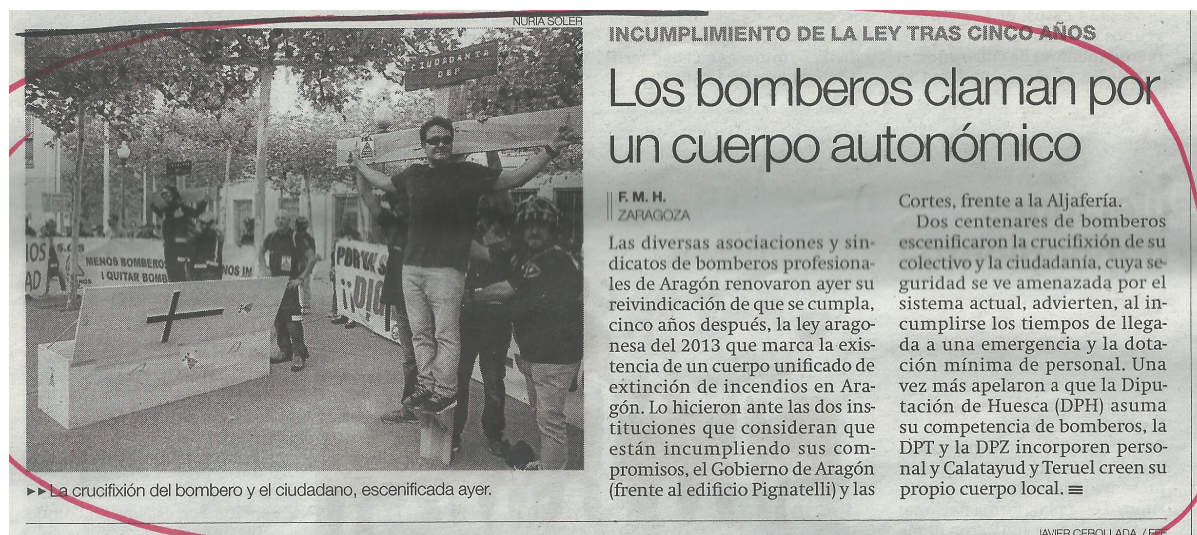 NURIA SOLER
CIUDADANIA
DEP
MENOS BOMBEROS
QUITAR BOMB
NOS IM
POR YA S
¡¡DIG
▸▸ La crucifixión del bombero y el ciudadano, escenificada ayer.
INCUMPLIMIENTO DE LA LEY TRAS CINCO AÑOS
Los bomberos claman por
un cuerpo autonómico
F. M. H.
ZARAGOZA
Las diversas asociaciones y sin-
dicatos de bomberos profesiona-
les de Aragón renovaron ayer su
reivindicación de que se cumpla,
cinco años después, la ley arago-
nesa del 2013 que marca la exis-
tencia de un cuerpo unificado de
extinción de incendios en Ara-
gón. Lo hicieron ante las dos ins-
tituciones que consideran que
están incumpliendo sus com-
promisos, el Gobierno de Aragón
(frente al edificio Pignatelli) y las
Cortes, frente a la Aljafería.
Dos centenares de bomberos
escenificaron la crucifixión de su
colectivo y la ciudadanía, cuya se-
guridad se ve amenazada por el
sistema actual, advierten, al in-
cumplirse los tiempos de llega-
da a una emergencia y la dota-
ción mínima de personal. Una
vez más apelaron a que la Dipu-
tación de Huesca (DPH) asuma
su competencia de bomberos, la
DPT y la DPZ incorporen perso-
nal y Calatayud y Teruel creen su
propio cuerpo local.
JAVIER CEBOLLADA / EFE